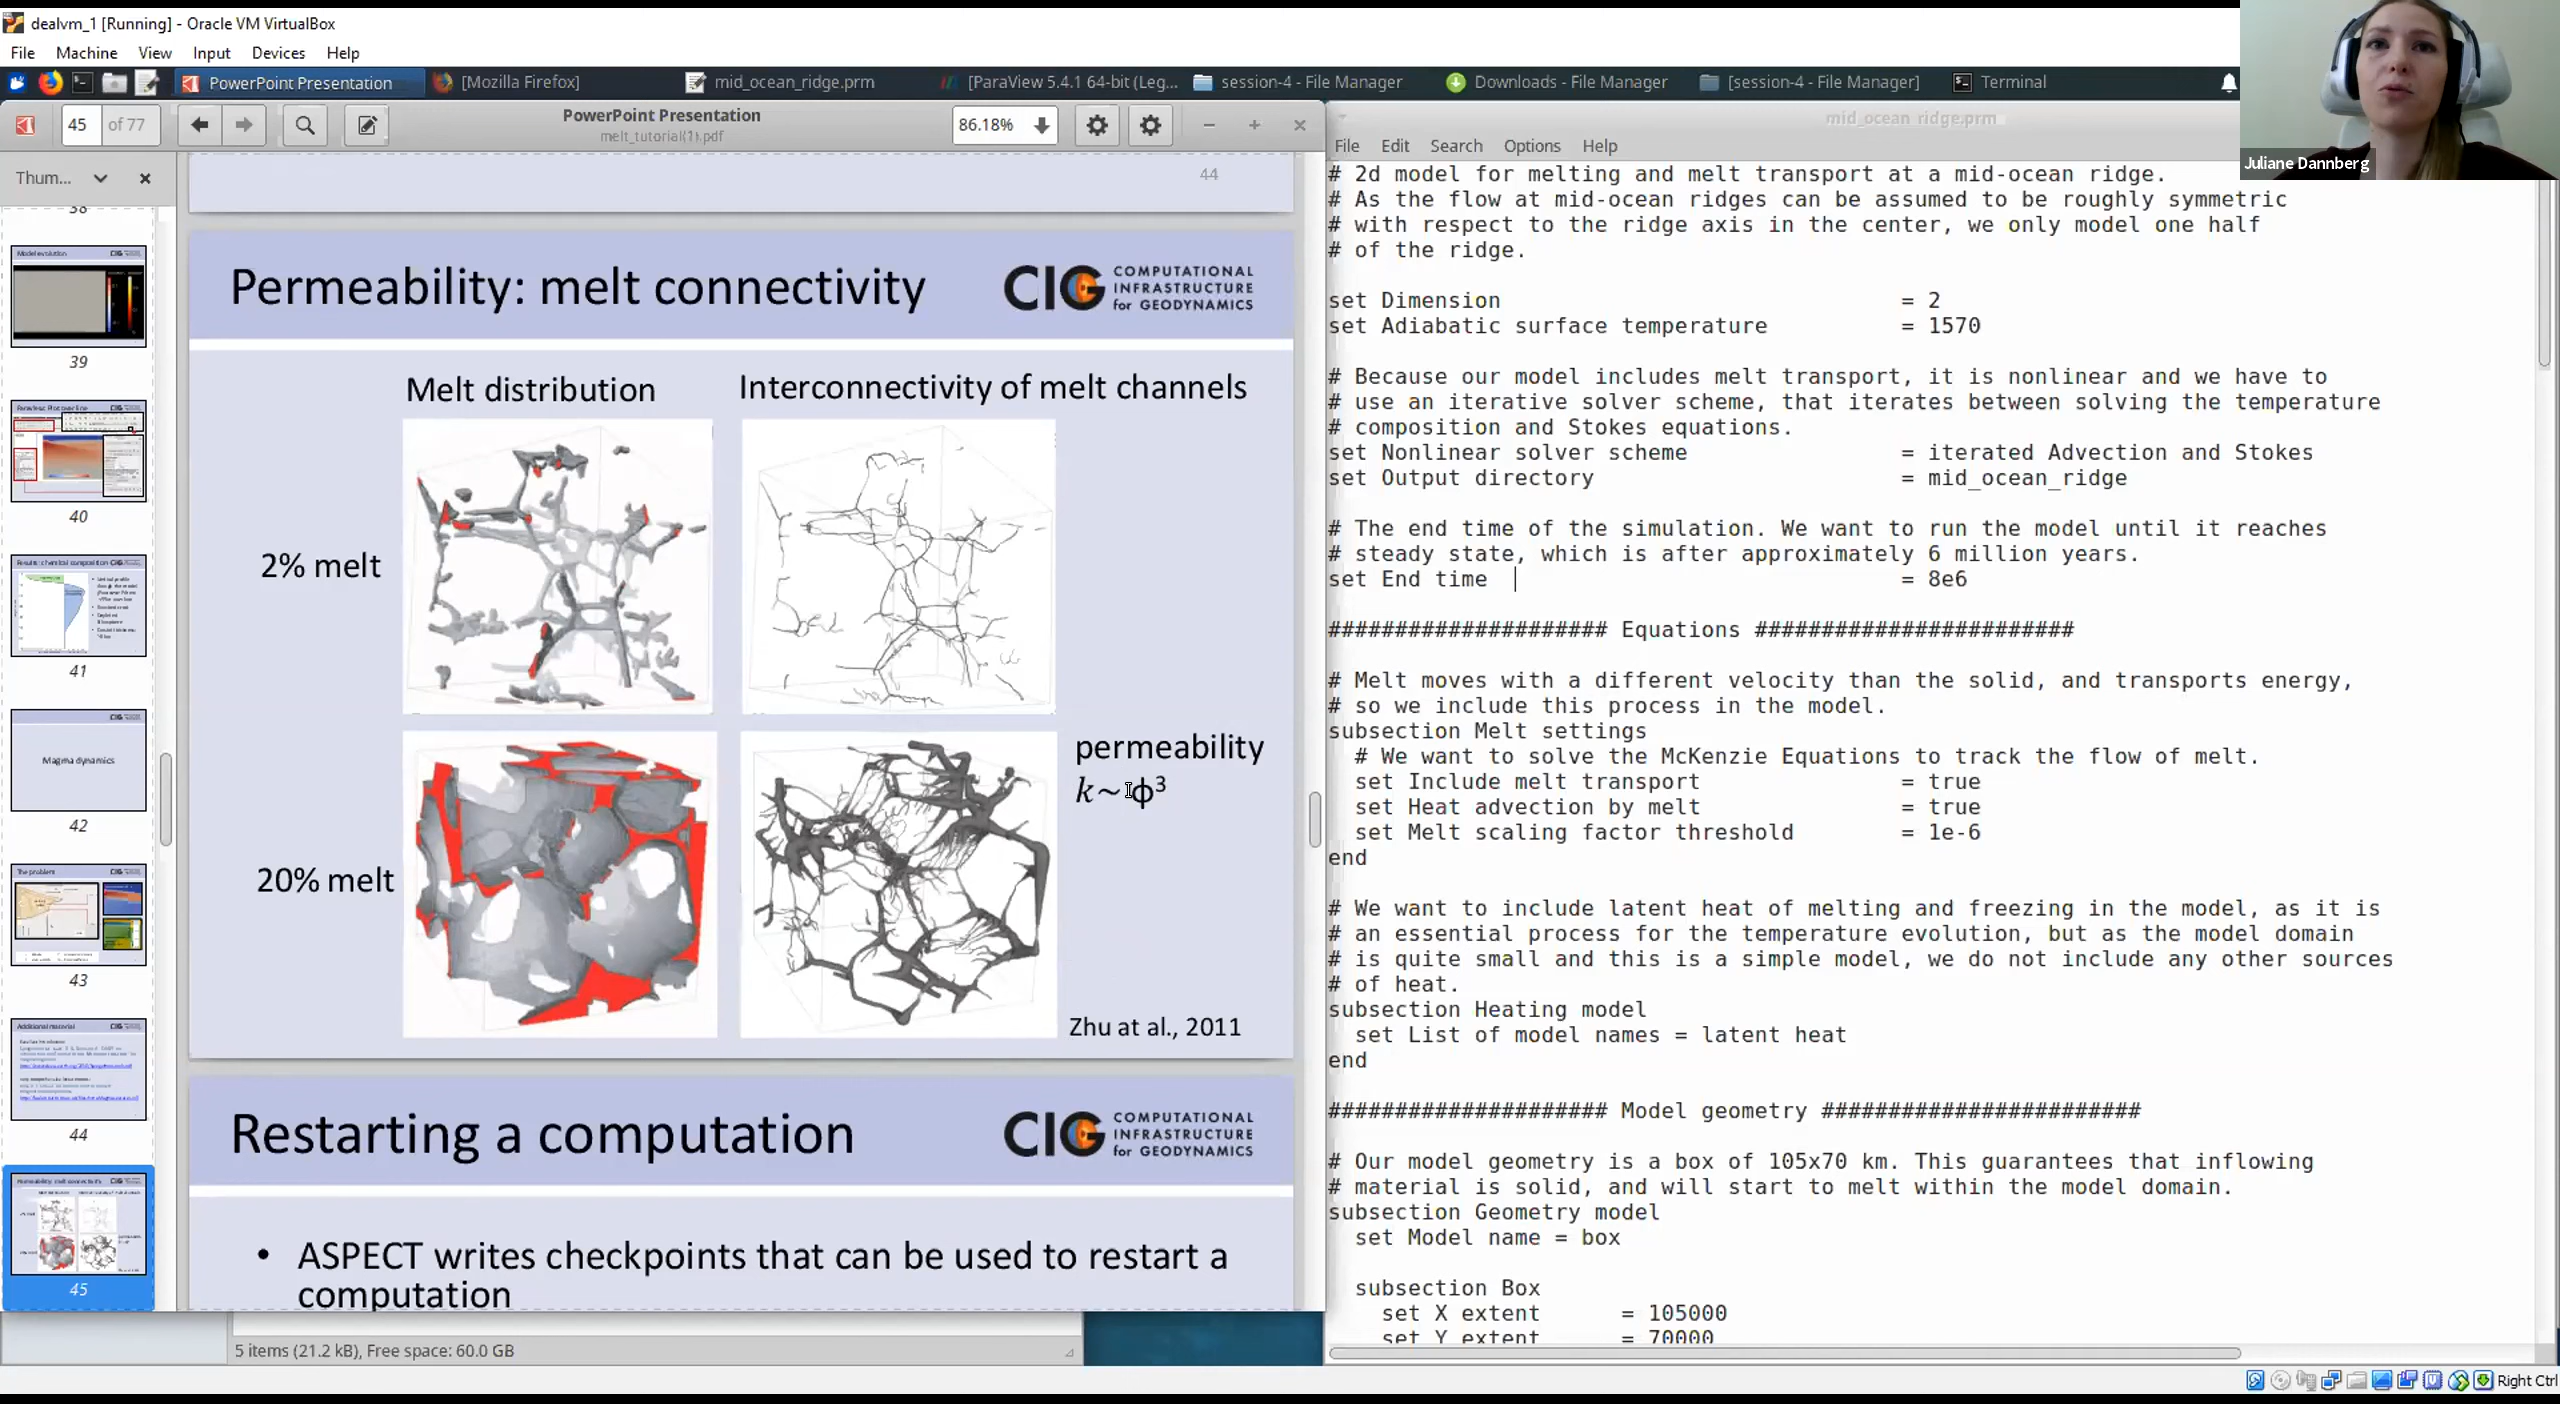 dealvm_1 [Running] - Oracle VM VirtualBox
File Machine View Input Devices Help
PowerPoint Presentation [Mozilla Firefox] mid_ocean_ridge.prm [ParaView 5.4.1 64-bit (Leg... session-4 - File Manager Downloads - File Manager [session-4 - File Manager] Terminal
45 of 77
PowerPoint Presentation
melt_tutorial(1).pdf
86.18%
Thum...
38
Model evolution
39
40
41
Magma dynamics
42
The problem
43
Additional material
44
45
44
Permeability: melt connectivity
CIG COMPUTATIONAL
INFRASTRUCTURE
for GEODYNAMICS
Melt distribution
Interconnectivity of melt channels
2% melt
20% melt
permeability
k~ϕ³
Zhu at al., 2011
Restarting a computation
CIG COMPUTATIONAL
INFRASTRUCTURE
for GEODYNAMICS
• ASPECT writes checkpoints that can be used to restart a
computation
5 items (21.2 kB), Free space: 60.0 GB
mid_ocean_ridge.prm
File Edit Search Options Help
# 2d model for melting and melt transport at a mid-ocean ridge.
# As the flow at mid-ocean ridges can be assumed to be roughly symmetric
# with respect to the ridge axis in the center, we only model one half
# of the ridge.
set Dimension = 2
set Adiabatic surface temperature = 1570
# Because our model includes melt transport, it is nonlinear and we have to
# use an iterative solver scheme, that iterates between solving the temperature
# composition and Stokes equations.
set Nonlinear solver scheme = iterated Advection and Stokes
set Output directory = mid_ocean_ridge
# The end time of the simulation. We want to run the model until it reaches
# steady state, which is after approximately 6 million years.
set End time = 8e6
##################### Equations ########################
# Melt moves with a different velocity than the solid, and transports energy,
# so we include this process in the model.
subsection Melt settings
# We want to solve the McKenzie Equations to track the flow of melt.
set Include melt transport = true
set Heat advection by melt = true
set Melt scaling factor threshold = 1e-6
end
# We want to include latent heat of melting and freezing in the model, as it is
# an essential process for the temperature evolution, but as the model domain
# is quite small and this is a simple model, we do not include any other sources
# of heat.
subsection Heating model
set List of model names = latent heat
end
##################### Model geometry ########################
# Our model geometry is a box of 105x70 km. This guarantees that inflowing
# material is solid, and will start to melt within the model domain.
subsection Geometry model
set Model name = box
subsection Box
set X extent = 105000
set Y extent = 70000
Juliane Dannberg
Right Ctrl